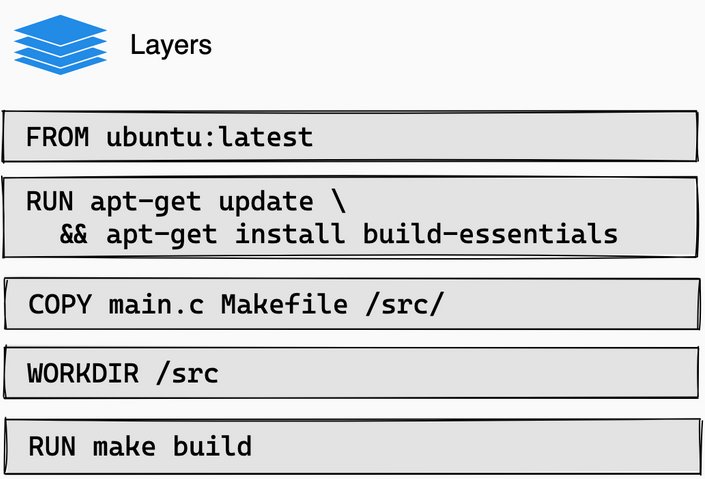 Layers
FROM ubuntu:latest
RUN apt-get update \
&& apt-get install build-essentials
COPY main.c Makefile /src/
WORKDIR /src
RUN make build